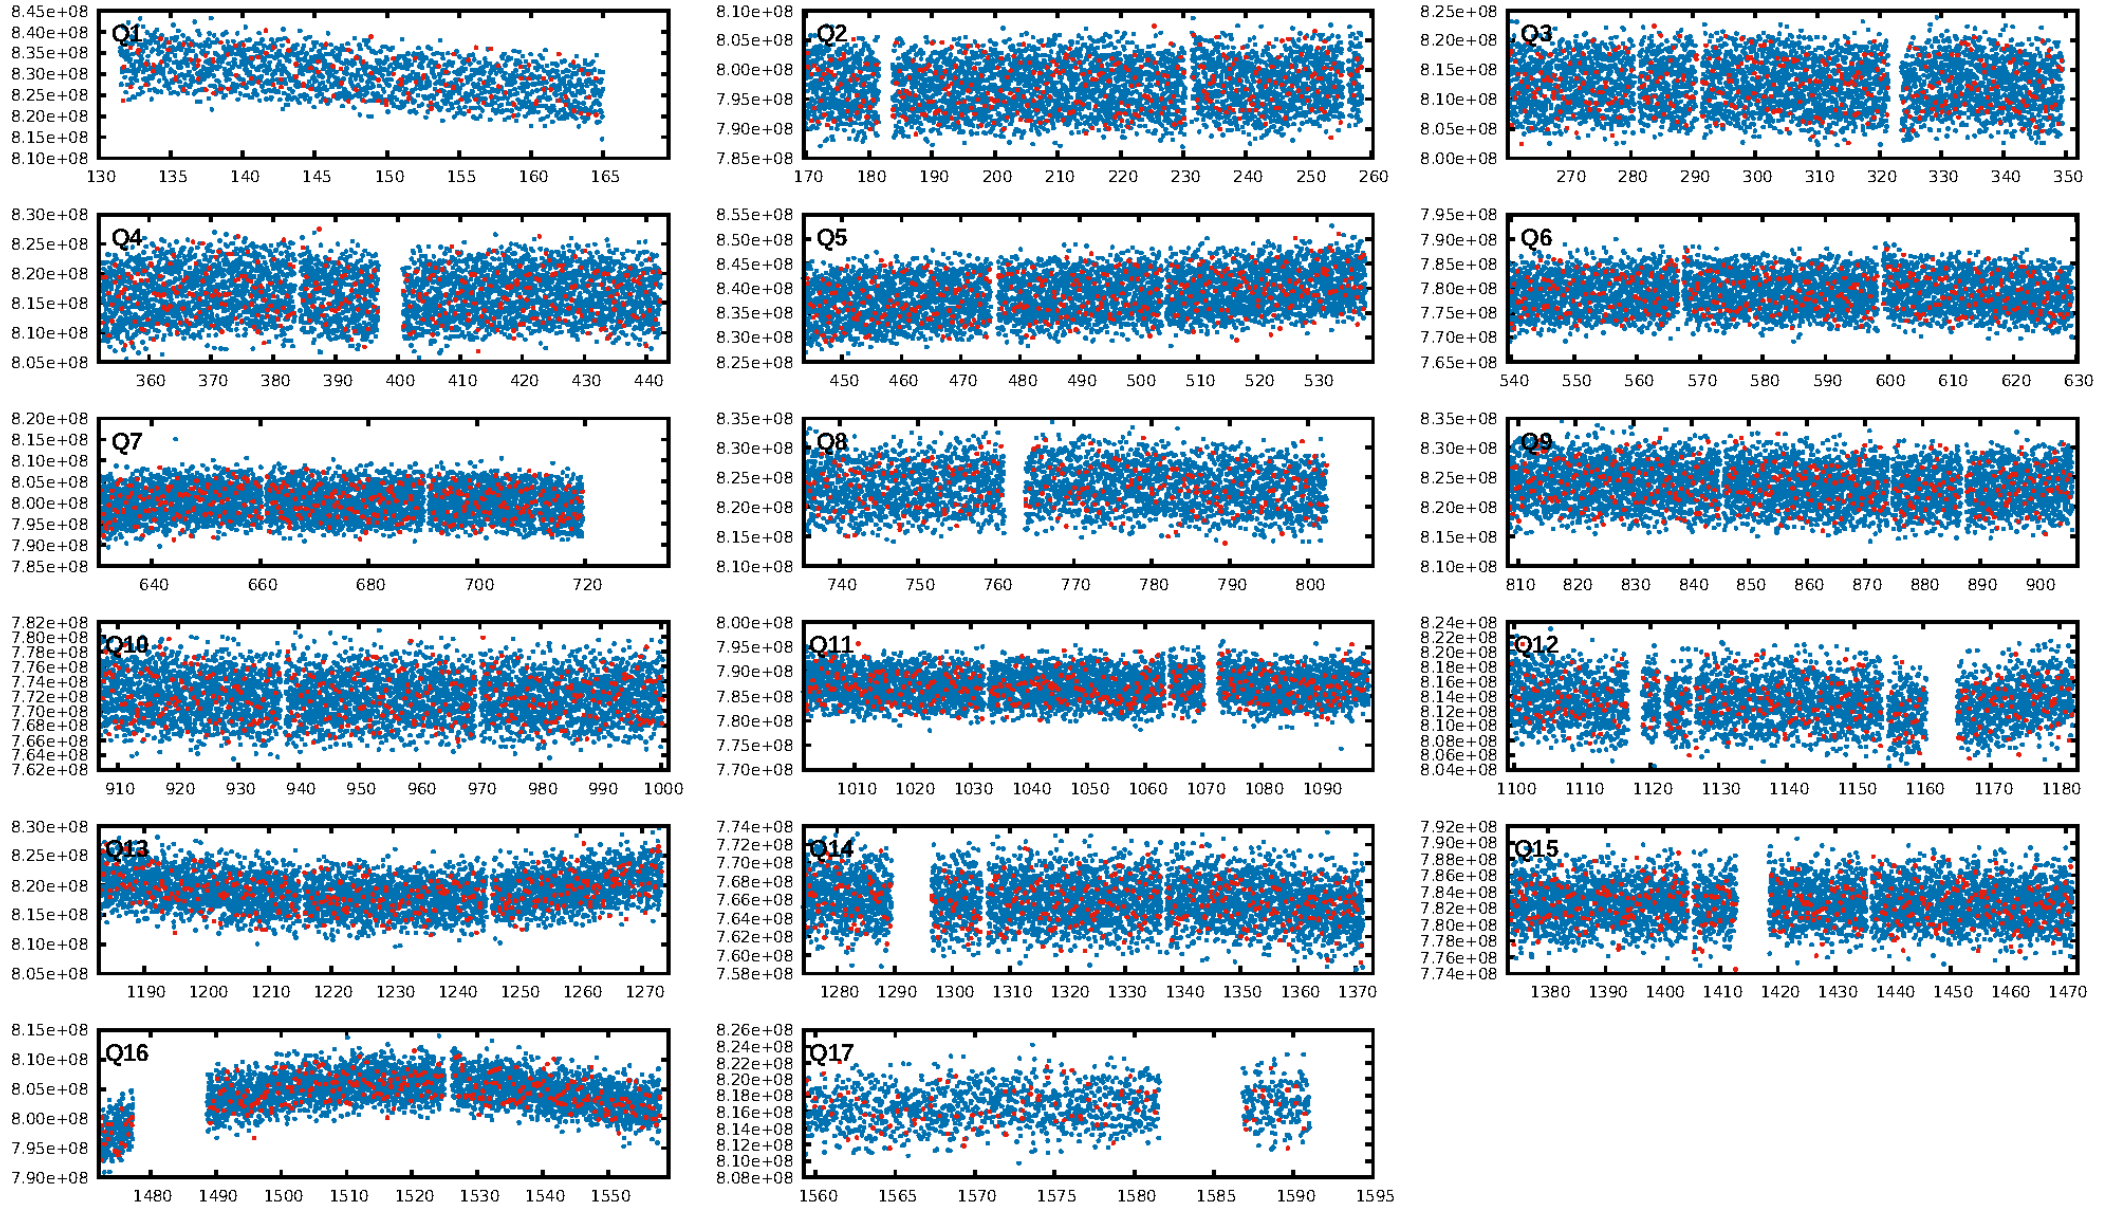 8.45e+08
8.40e+08
8.35e+08
8.30e+08
8.25e+08
8.20e+08
8.15e+08
8.10e+08
Q1
130 135 140 145 150 155 160 165
8.10e+08
8.05e+08
8.00e+08
7.95e+08
7.90e+08
7.85e+08
Q2
170 180 190 200 210 220 230 240 250 260
8.25e+08
8.20e+08
8.15e+08
8.10e+08
8.05e+08
8.00e+08
Q3
270 280 290 300 310 320 330 340 350
8.30e+08
8.25e+08
8.20e+08
8.15e+08
8.10e+08
8.05e+08
Q4
360 370 380 390 400 410 420 430 440
8.55e+08
8.50e+08
8.45e+08
8.40e+08
8.35e+08
8.30e+08
8.25e+08
Q5
450 460 470 480 490 500 510 520 530
7.95e+08
7.90e+08
7.85e+08
7.80e+08
7.75e+08
7.70e+08
7.65e+08
Q6
540 550 560 570 580 590 600 610 620 630
8.20e+08
8.15e+08
8.10e+08
8.05e+08
8.00e+08
7.95e+08
7.90e+08
7.85e+08
Q7
640 660 680 700 720
8.35e+08
8.30e+08
8.25e+08
8.20e+08
8.15e+08
8.10e+08
Q8
740 750 760 770 780 790 800
8.35e+08
8.30e+08
8.25e+08
8.20e+08
8.15e+08
8.10e+08
Q9
810 820 830 840 850 860 870 880 890 900
7.82e+08
7.80e+08
7.78e+08
7.76e+08
7.74e+08
7.72e+08
7.70e+08
7.68e+08
7.66e+08
7.64e+08
7.62e+08
Q10
910 920 930 940 950 960 970 980 990 1000
8.00e+08
7.95e+08
7.90e+08
7.85e+08
7.80e+08
7.75e+08
7.70e+08
Q11
1010 1020 1030 1040 1050 1060 1070 1080 1090
8.24e+08
8.22e+08
8.20e+08
8.18e+08
8.16e+08
8.14e+08
8.12e+08
8.10e+08
8.08e+08
8.06e+08
8.04e+08
Q12
1100 1110 1120 1130 1140 1150 1160 1170 1180
8.30e+08
8.25e+08
8.20e+08
8.15e+08
8.10e+08
8.05e+08
Q13
1190 1200 1210 1220 1230 1240 1250 1260 1270
7.74e+08
7.72e+08
7.70e+08
7.68e+08
7.66e+08
7.64e+08
7.62e+08
7.60e+08
7.58e+08
Q14
1280 1290 1300 1310 1320 1330 1340 1350 1360 1370
7.92e+08
7.90e+08
7.88e+08
7.86e+08
7.84e+08
7.82e+08
7.80e+08
7.78e+08
7.76e+08
7.74e+08
Q15
1380 1390 1400 1410 1420 1430 1440 1450 1460 1470
8.15e+08
8.10e+08
8.05e+08
8.00e+08
7.95e+08
7.90e+08
Q16
1480 1490 1500 1510 1520 1530 1540 1550
8.26e+08
8.24e+08
8.22e+08
8.20e+08
8.18e+08
8.16e+08
8.14e+08
8.12e+08
8.10e+08
8.08e+08
Q17
1560 1565 1570 1575 1580 1585 1590 1595